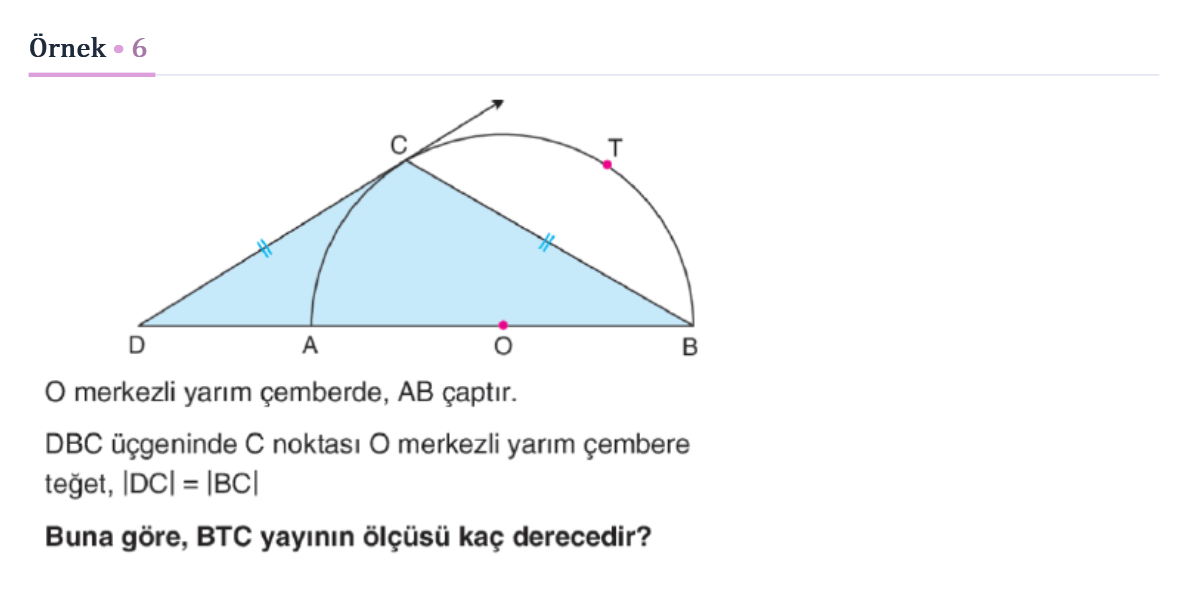 Örnek • 6
C
T
D
A
O
B
O merkezli yarım çemberde, AB çaptır.
DBC üçgeninde C noktası O merkezli yarım çembere
teğet, |DC| = |BC|
Buna göre, BTC yayının ölçüsü kaç derecedir?